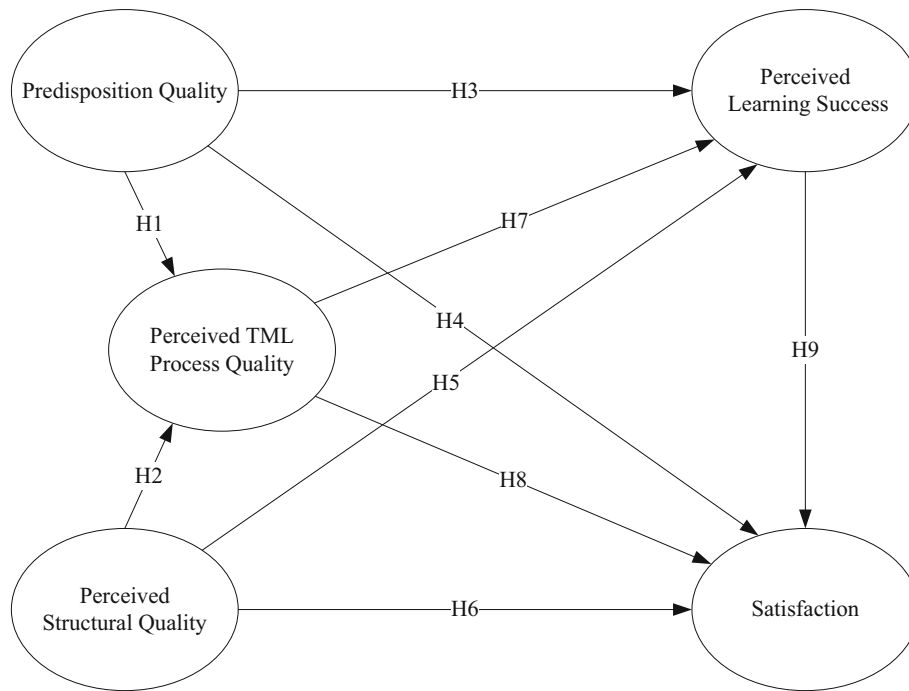 Predisposition Quality
H3
Perceived
Learning Success
H1
H7
Perceived TML
Process Quality
H4
H9
H5
H2
H8
Perceived
Structural Quality
H6
Satisfaction